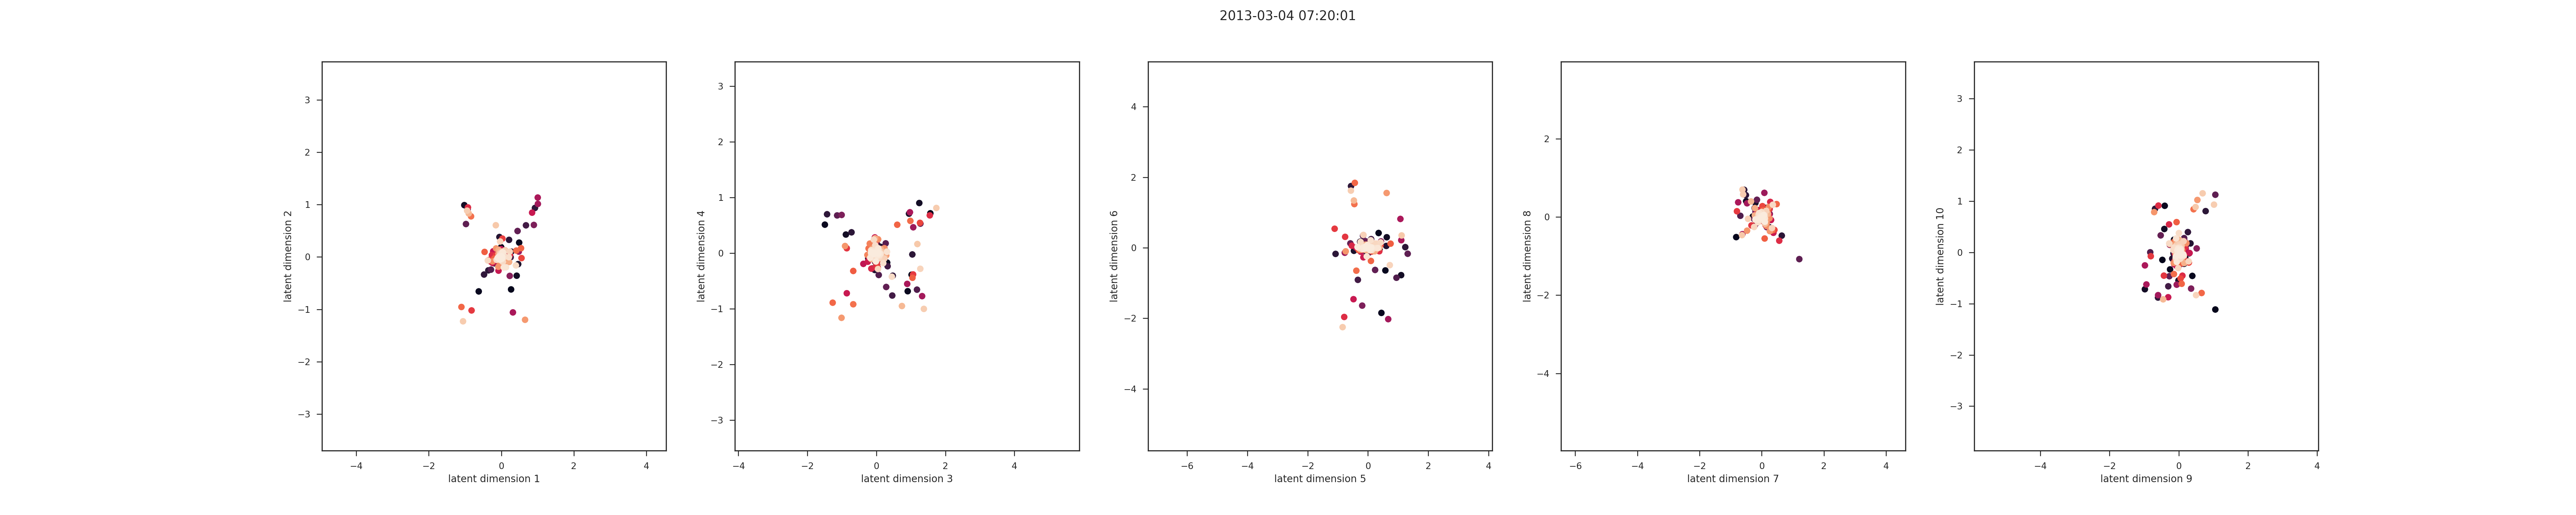 2013-03-04 07:20:01
3
2
1
0
−1
−2
−3
latent dimension 2
−4 −2 0 2 4
latent dimension 1
3
2
1
0
−1
−2
−3
latent dimension 4
−4 −2 0 2 4
latent dimension 3
4
2
0
−2
−4
latent dimension 6
−6 −4 −2 0 2 4
latent dimension 5
2
0
−2
−4
latent dimension 8
−6 −4 −2 0 2 4
latent dimension 7
3
2
1
0
−1
−2
−3
latent dimension 10
−4 −2 0 2 4
latent dimension 9